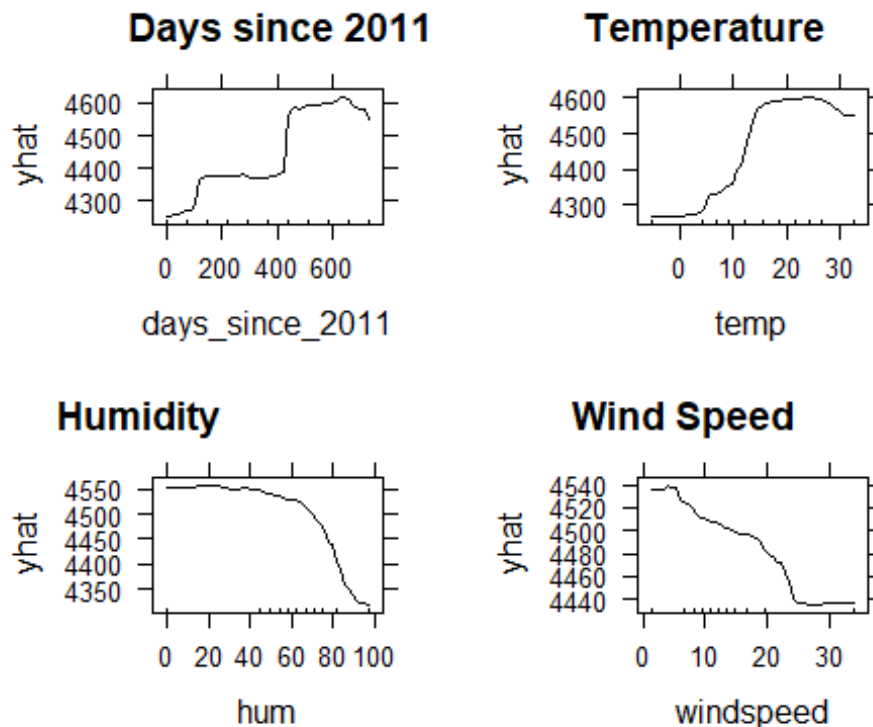 Days since 2011
yhat
4600
4500
4400
4300
0 200 400 600
days_since_2011
Temperature
yhat
4600
4500
4400
4300
0 10 20 30
temp
Humidity
yhat
4550
4500
4450
4400
4350
0 20 40 60 80 100
hum
Wind Speed
yhat
4540
4520
4500
4480
4460
4440
0 10 20 30
windspeed